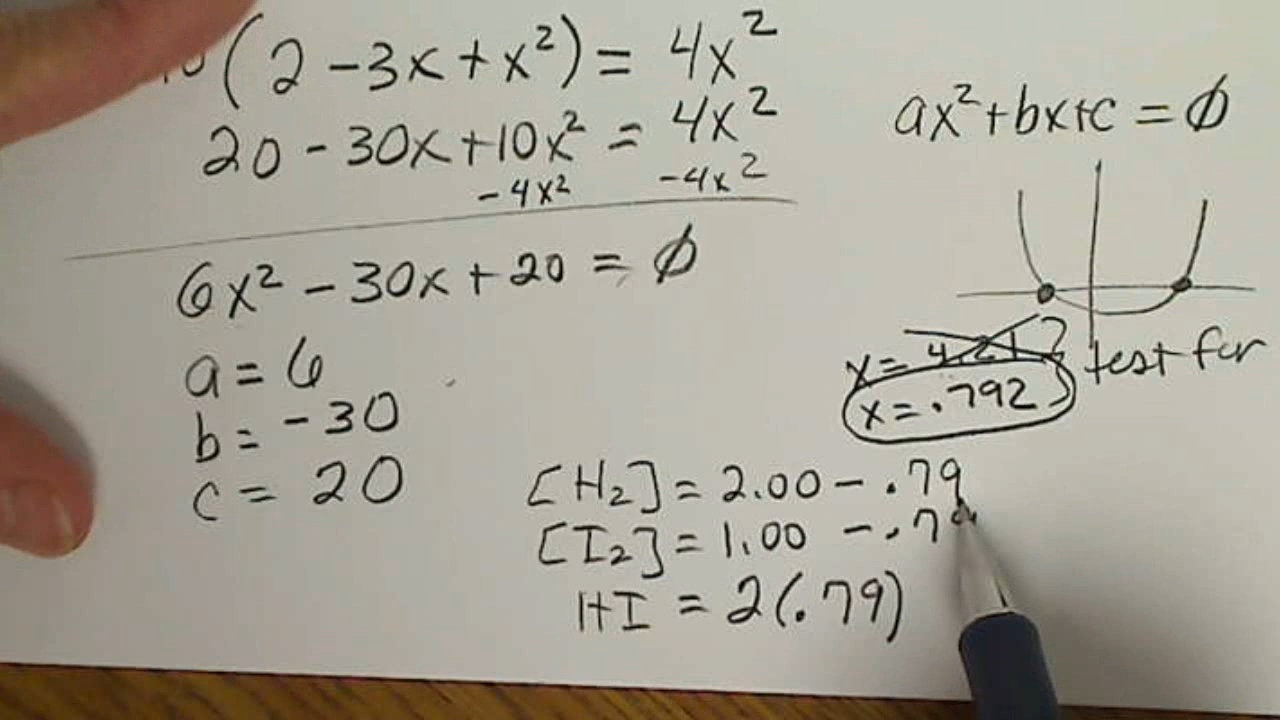 (2 - 3x + x²) = 4x²
20 - 30x + 10x² = 4x²
- 4x² - 4x²
6x² - 30x + 20 = ∅
a = 6
b = - 30
c = 20
ax² + bx + c = ∅
x =
x = .792
test for
[H₂] = 2.00 - .79
[I₂] = 1.00 - .79
HI = 2(.79)